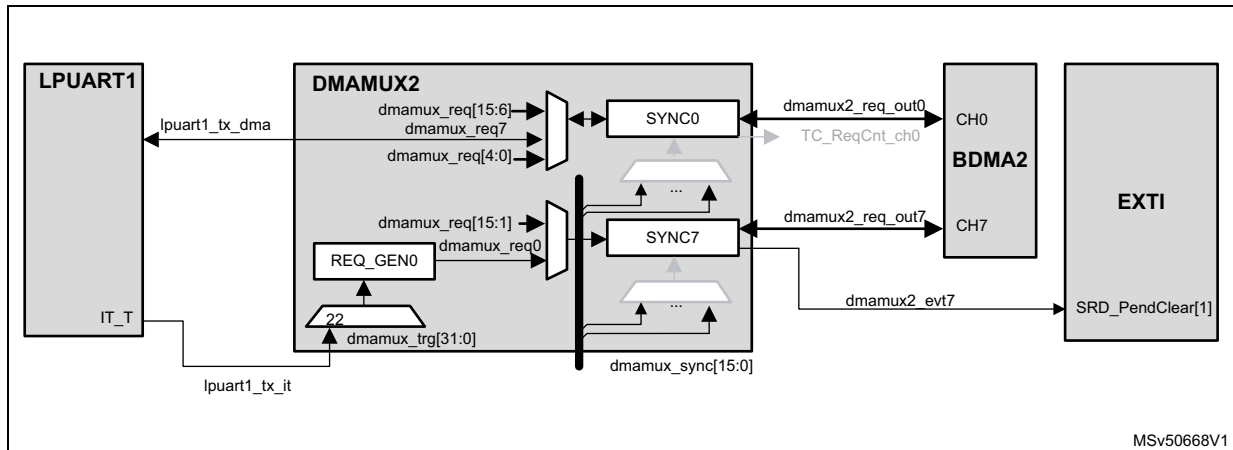 LPUART1
DMAMUX2
BDMA2
EXTI
dmamux_req[15:6]
lpuart1_tx_dma
dmamux_req7
dmamux_req[4:0]
SYNC0
dmamux2_req_out0
CH0
TC_ReqCnt_ch0
...
dmamux_req[15:1]
dmamux_req0
REQ_GEN0
SYNC7
dmamux2_req_out7
CH7
...
22
IT_T
dmamux_trg[31:0]
dmamux2_evt7
SRD_PendClear[1]
dmamux_sync[15:0]
lpuart1_tx_it
MSv50668V1